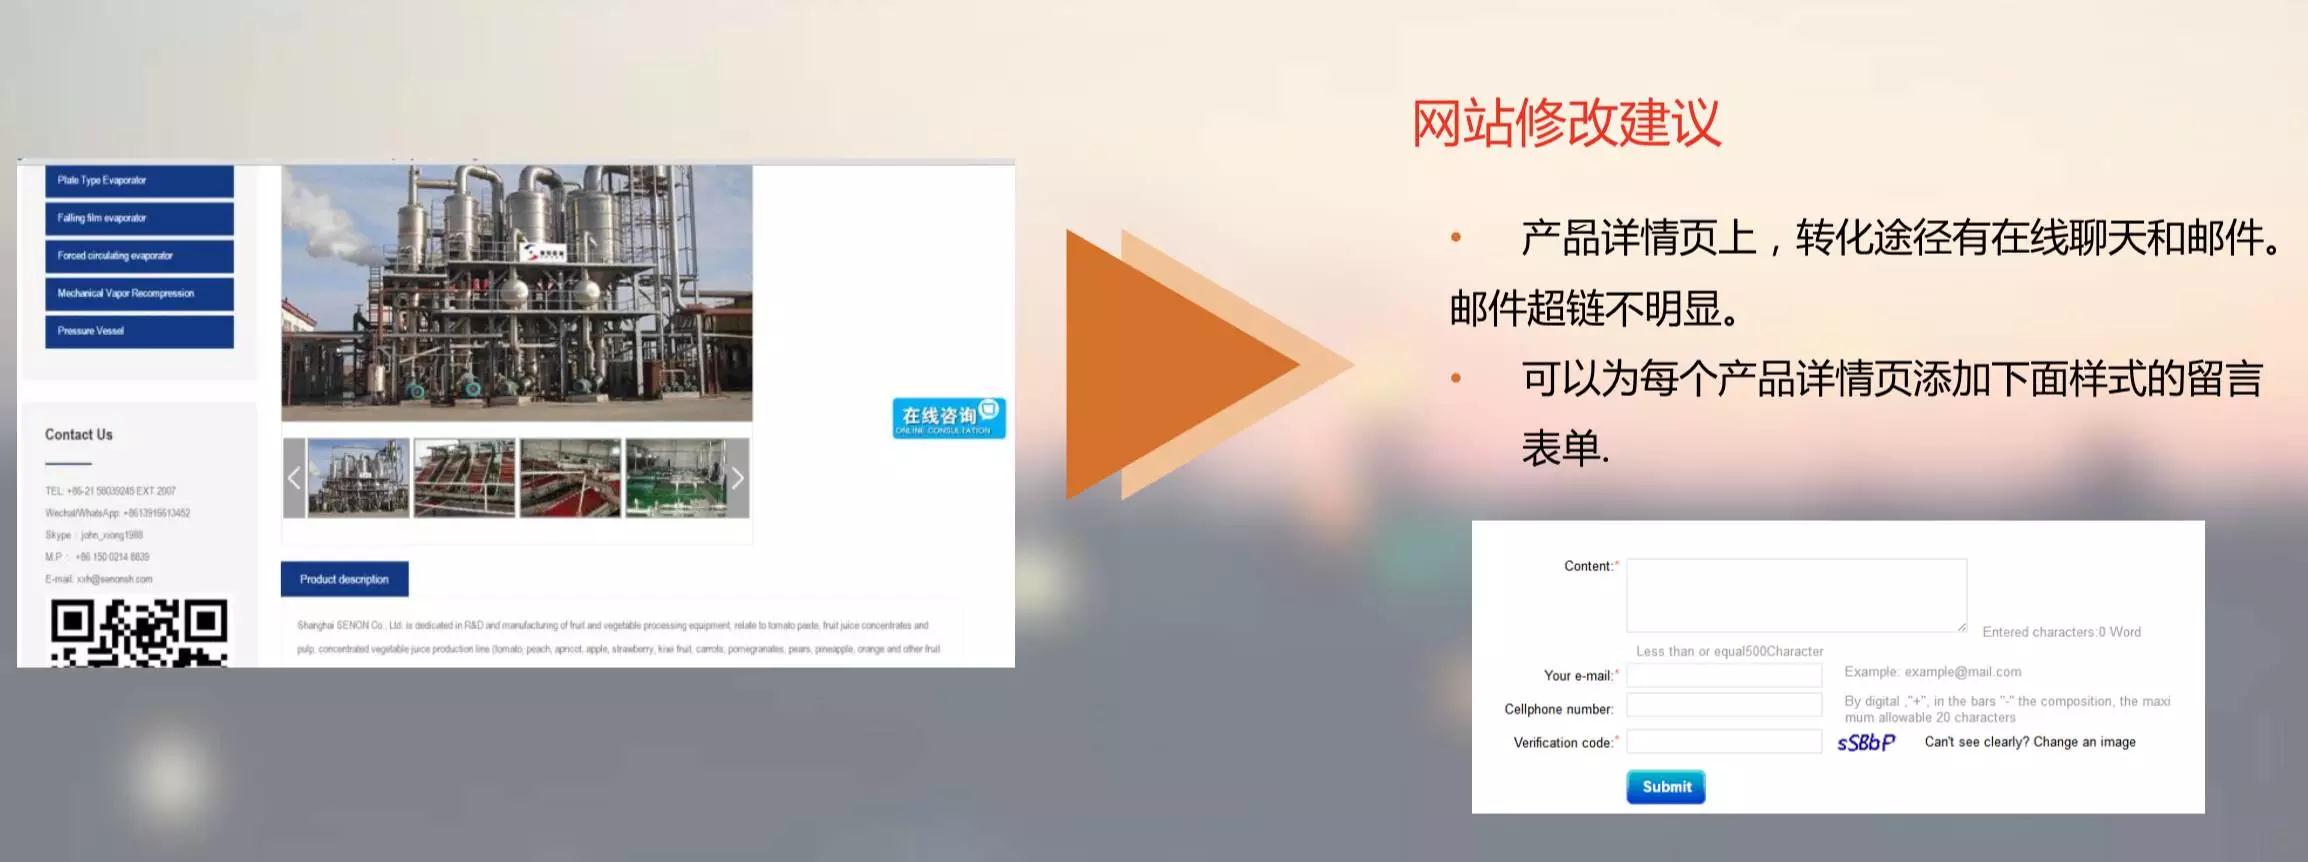 网站修改建议
• 产品详情页上，转化途径有在线聊天和邮件。
邮件超链不明显。
• 可以为每个产品详情页添加下面样式的留言
表单.
Plate Type Evaporator
Falling film evaporator
Forced circulating evaporator
Mechanical Vapor Recompression
Pressure Vessel
Contact Us
TEL: +86-21 58039245 EXT 2007
Wechat/WhatsApp: +8613916613452
Skype : john_xiong1988
M.P : +86 150 0214 8839
E-mail: xxh@senonsh.com
在线咨询
ONLINE CONSULTATION
Product description
Shanghai SENON Co., Ltd. is dedicated in R&D and manufacturing of fruit and vegetable processing equipment, relate to tomato paste, fruit juice concentrates and
pulp, concentrated vegetable juice production line (tomato, peach, apricot, apple, strawberry, kiwi fruit, carrots, pomegranates, pears, pineapple, orange and other fruit
Content:*
Entered characters:0 Word
Less than or equal500Character
Your e-mail:*
Example: example@mail.com
Cellphone number:
By digital ,"+", in the bars "-" the composition, the maxi
mum allowable 20 characters
Verification code:*
sSBbP
Can't see clearly? Change an image
Submit